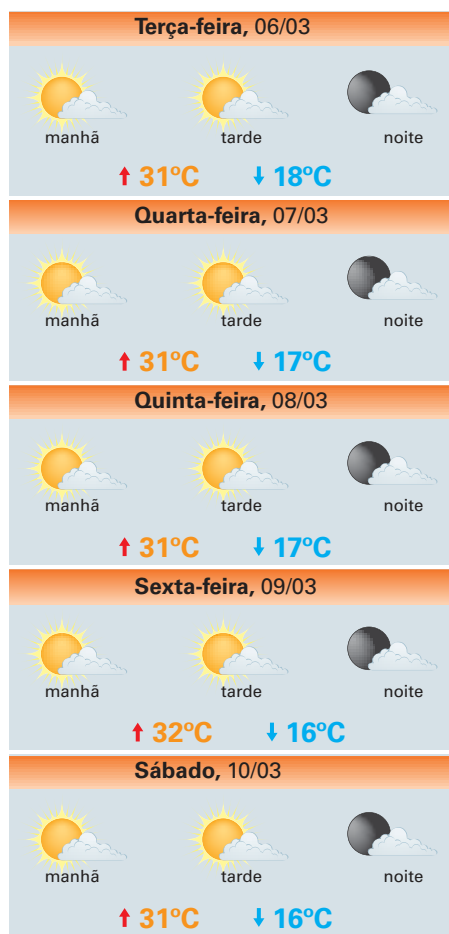 Terça-feira, 06/03
manhã tarde noite
31ºC 18ºC
Quarta-feira, 07/03
manhã tarde noite
31ºC 17ºC
Quinta-feira, 08/03
manhã tarde noite
31ºC 17ºC
Sexta-feira, 09/03
manhã tarde noite
32ºC 16ºC
Sábado, 10/03
manhã tarde noite
31ºC 16ºC